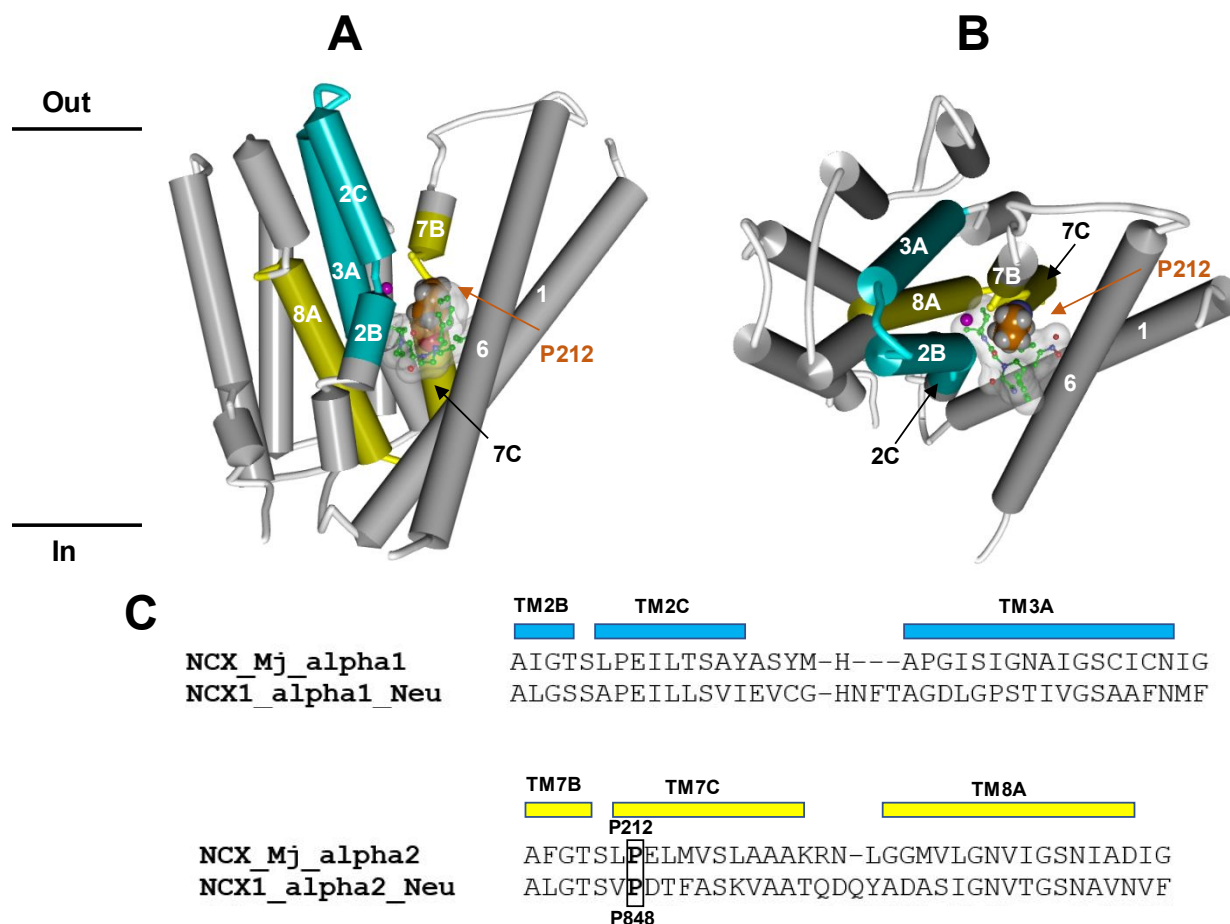 A
B
Out
2C
7B
3A
8A
2B
1
6
P212
7C
In
3A
7C
7B
P212
8A
2B
1
6
2C
C
TM2B TM2C TM3A
NCX_Mj_alpha1 AIGTSLPEILTSAYASYM–H---APGISIGNAIGSCICNIG
NCX1_alpha1_Neu ALGSSAPEILLSVIEVCG–HNFTAGDLGPSTIVGSAAFNMF
TM7B TM7C TM8A
P212
NCX_Mj_alpha2 AFGTSLPELMVSLAAAKRN–LGGMVLGNVIGSNIADIG
NCX1_alpha2_Neu ALGTSVPDTFASKVAATQDQYADASIGNVTGSNAVNVF
P848